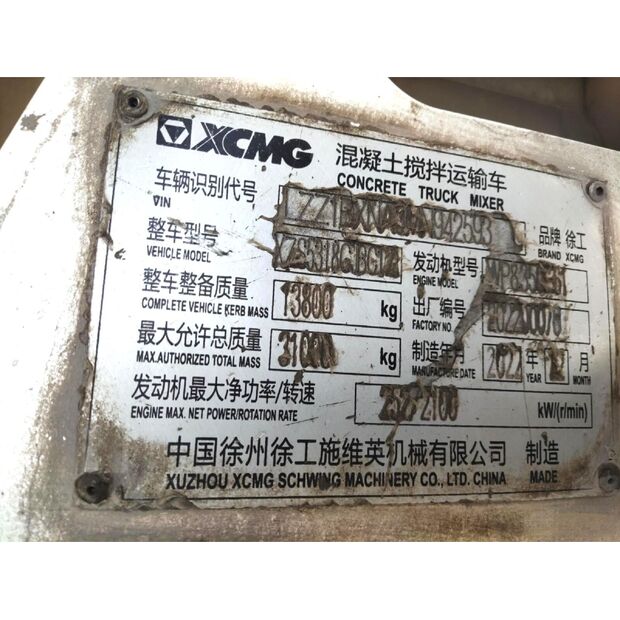 XCMG 混凝土搅拌运输车
CONCRETE TRUCK MIXER
车辆识别代号
VIN
品牌 徐工
BRAND XCMG
整车型号
VEHICLE MODEL
发动机型号
ENGINE MODEL
整车整备质量 13800 kg
COMPLETE VEHICLE KERB MASS
出厂编号
FACTORY NO.
最大允许总质量 31000 kg
MAX.AUTHORIZED TOTAL MASS
制造年月 2022 年 月
MANUFACTURE DATE YEAR MONTH
发动机最大净功率/转速 kW/(r/min)
ENGINE MAX. NET POWER/ROTATION RATE
中国徐州徐工施维英机械有限公司 制造
XUZHOU XCMG SCHWING MACHINERY CO., LTD. CHINA MADE